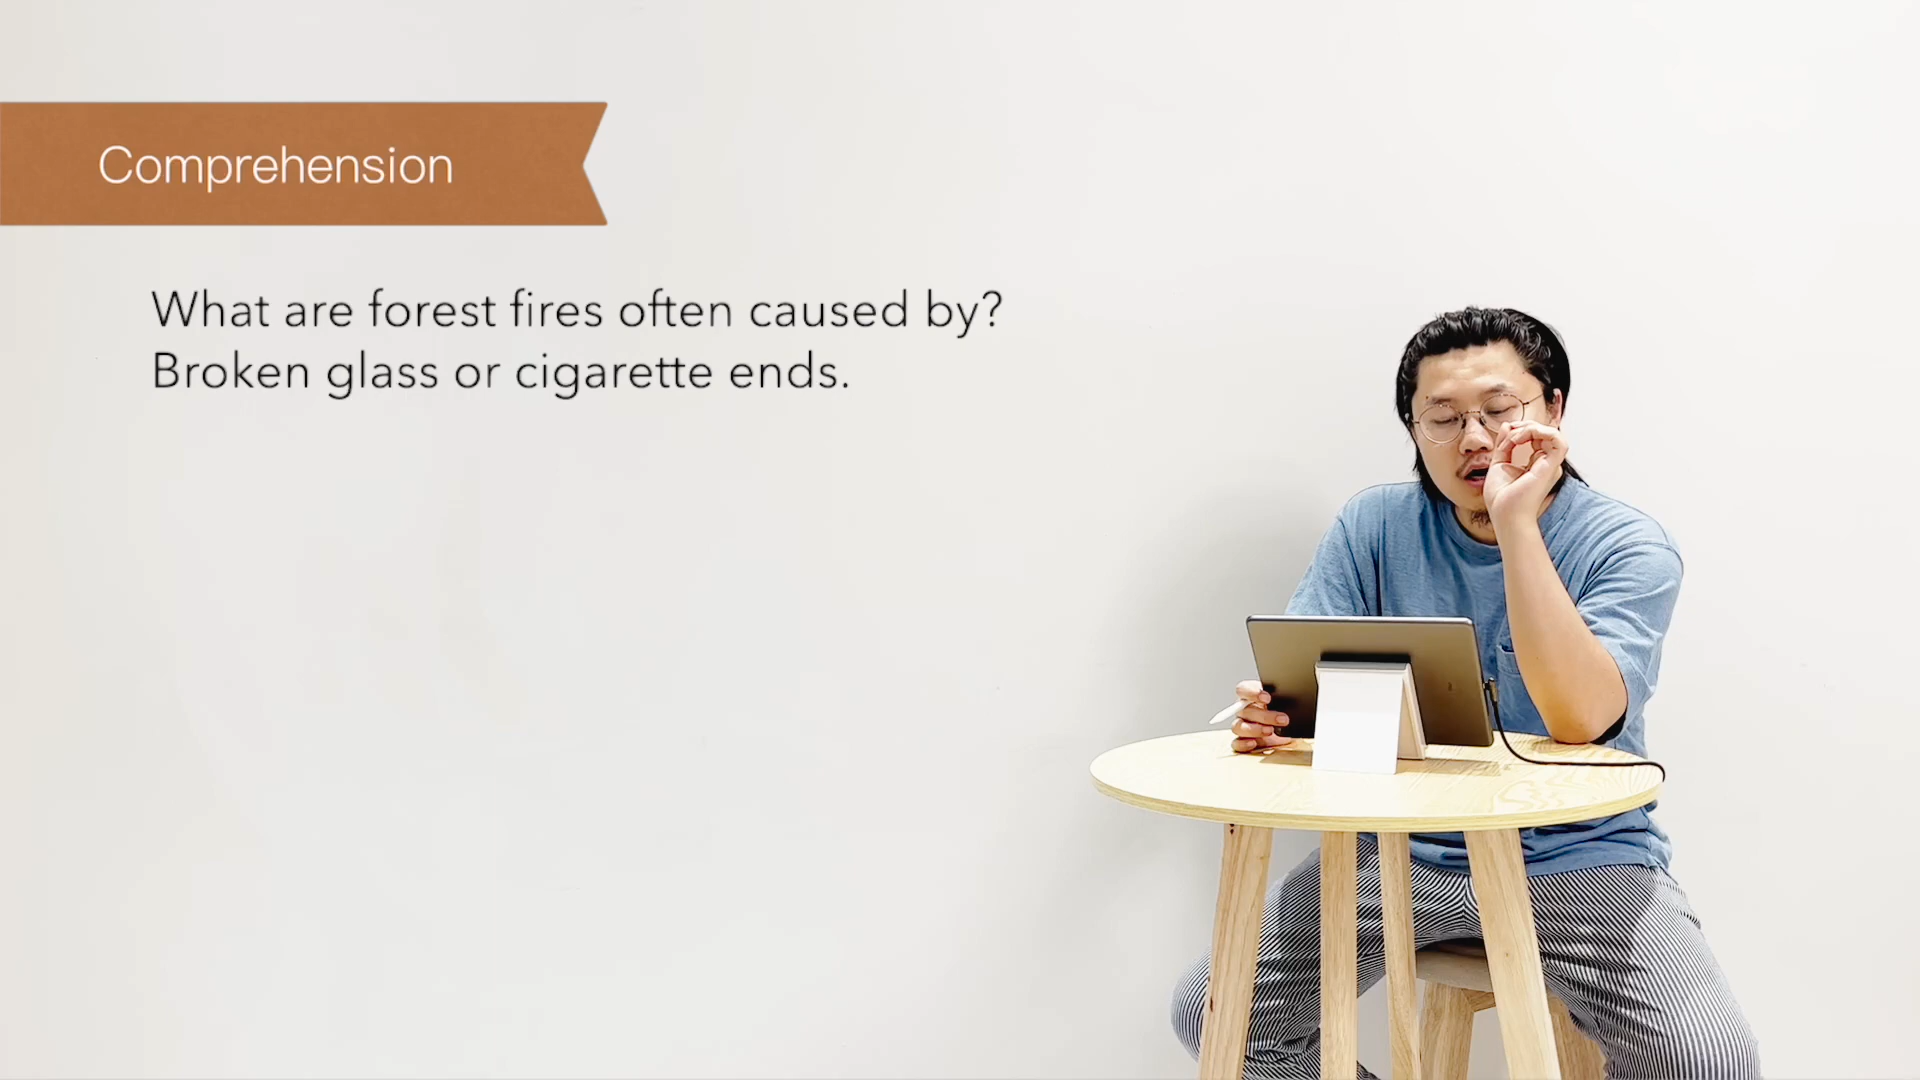 Comprehension
What are forest fires often caused by?
Broken glass or cigarette ends.